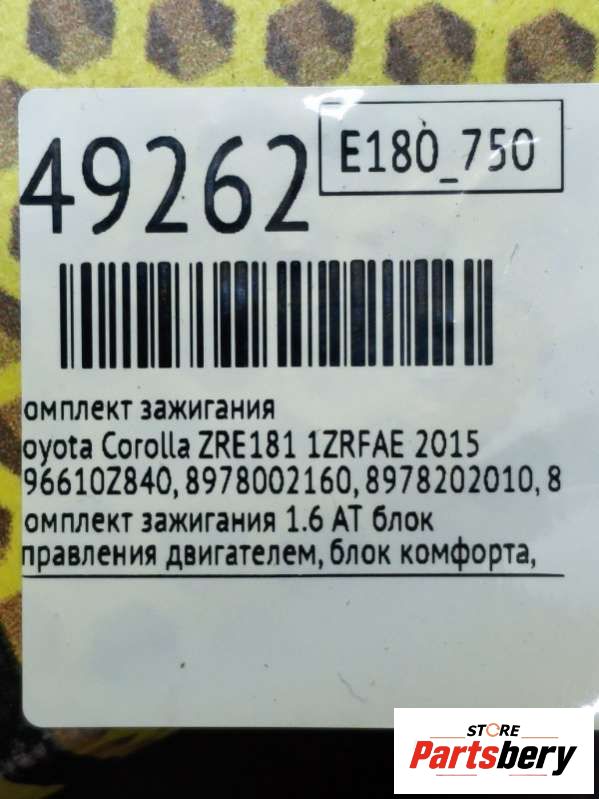 49262
E180_750
омплект зажигания
oyota Corolla ZRE181 1ZRFAE 2015
96610Z840, 8978002160, 8978202010, 8
омплект зажигания 1.6 AT блок
правления двигателем, блок комфорта,
STORE
Partsbery